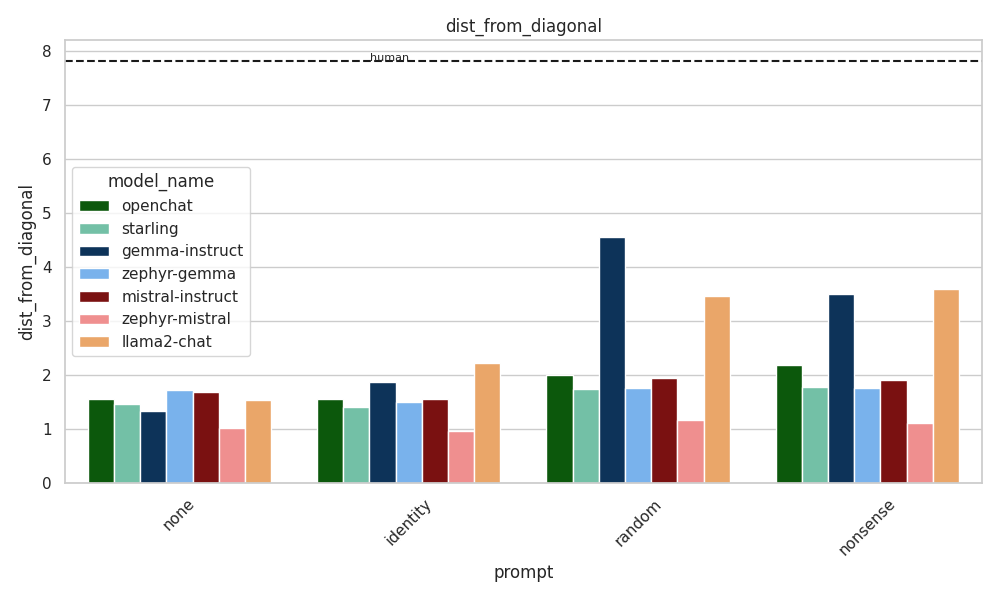 dist_from_diagonal
8
7
6
5
4
3
2
1
0
dist_from_diagonal
human
model_name
openchat
starling
gemma-instruct
zephyr-gemma
mistral-instruct
zephyr-mistral
llama2-chat
none
identity
random
nonsense
prompt